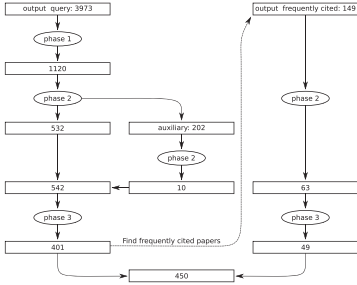 output query: 3973
output frequently cited: 149
phase 1
1120
phase 2
phase 2
532
auxiliary: 202
phase 2
542
10
63
phase 3
phase 3
401
Find frequently cited papers
49
450